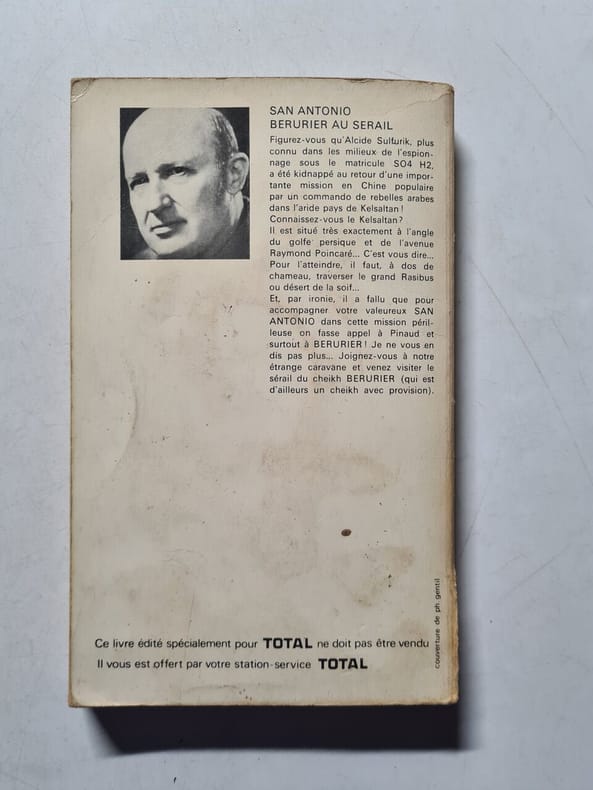 SAN ANTONIO
BERURIER AU SERAIL
Figurez-vous qu'Alcide Sulfurik, plus
connu dans les milieux de l'espion-
nage sous le matricule SO4 H2,
a été kidnappé au retour d'une impor-
tante mission en Chine populaire
par un commando de rebelles arabes
dans l'aride pays de Kelsaltan!
Connaissez-vous le Kelsaltan?
Il est situé très exactement à l'angle
du golfe persique et de l'avenue
Raymond Poincaré... C'est vous dire...
Pour l'atteindre, il faut, à dos de
chameau, traverser le grand Rasibus
ou désert de la soif...
Et, par ironie, il a fallu que pour
accompagner votre valeureux SAN
ANTONIO dans cette mission péril-
leuse on fasse appel à Pinaud et
surtout à BERURIER! Je ne vous en
dis pas plus... Joignez-vous à notre
étrange caravane et venez visiter le
sérail du cheikh BERURIER (qui est
d'ailleurs un cheikh avec provision).
couverture de ph. gentil
Ce livre édité spécialement pour TOTAL ne doit pas être vendu
Il vous est offert par votre station-service TOTAL